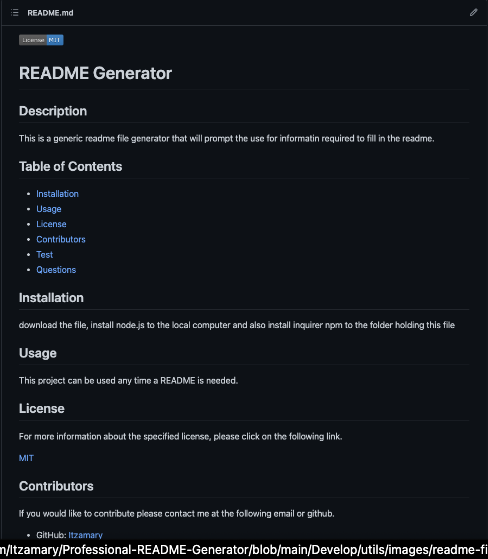 README.md
License MIT
README Generator
Description
This is a generic readme file generator that will prompt the use for informatin required to fill in the readme.
Table of Contents
Installation
Usage
License
Contributors
Test
Questions
Installation
download the file, install node.js to the local computer and also install inquirer npm to the folder holding this file
Usage
This project can be used any time a README is needed.
License
For more information about the specified license, please click on the following link.
MIT
Contributors
If you would like to contribute please contact me at the following email or github.
GitHub: Itzamary
m/Itzamary/Professional-README-Generator/blob/main/Develop/utils/images/readme-fi